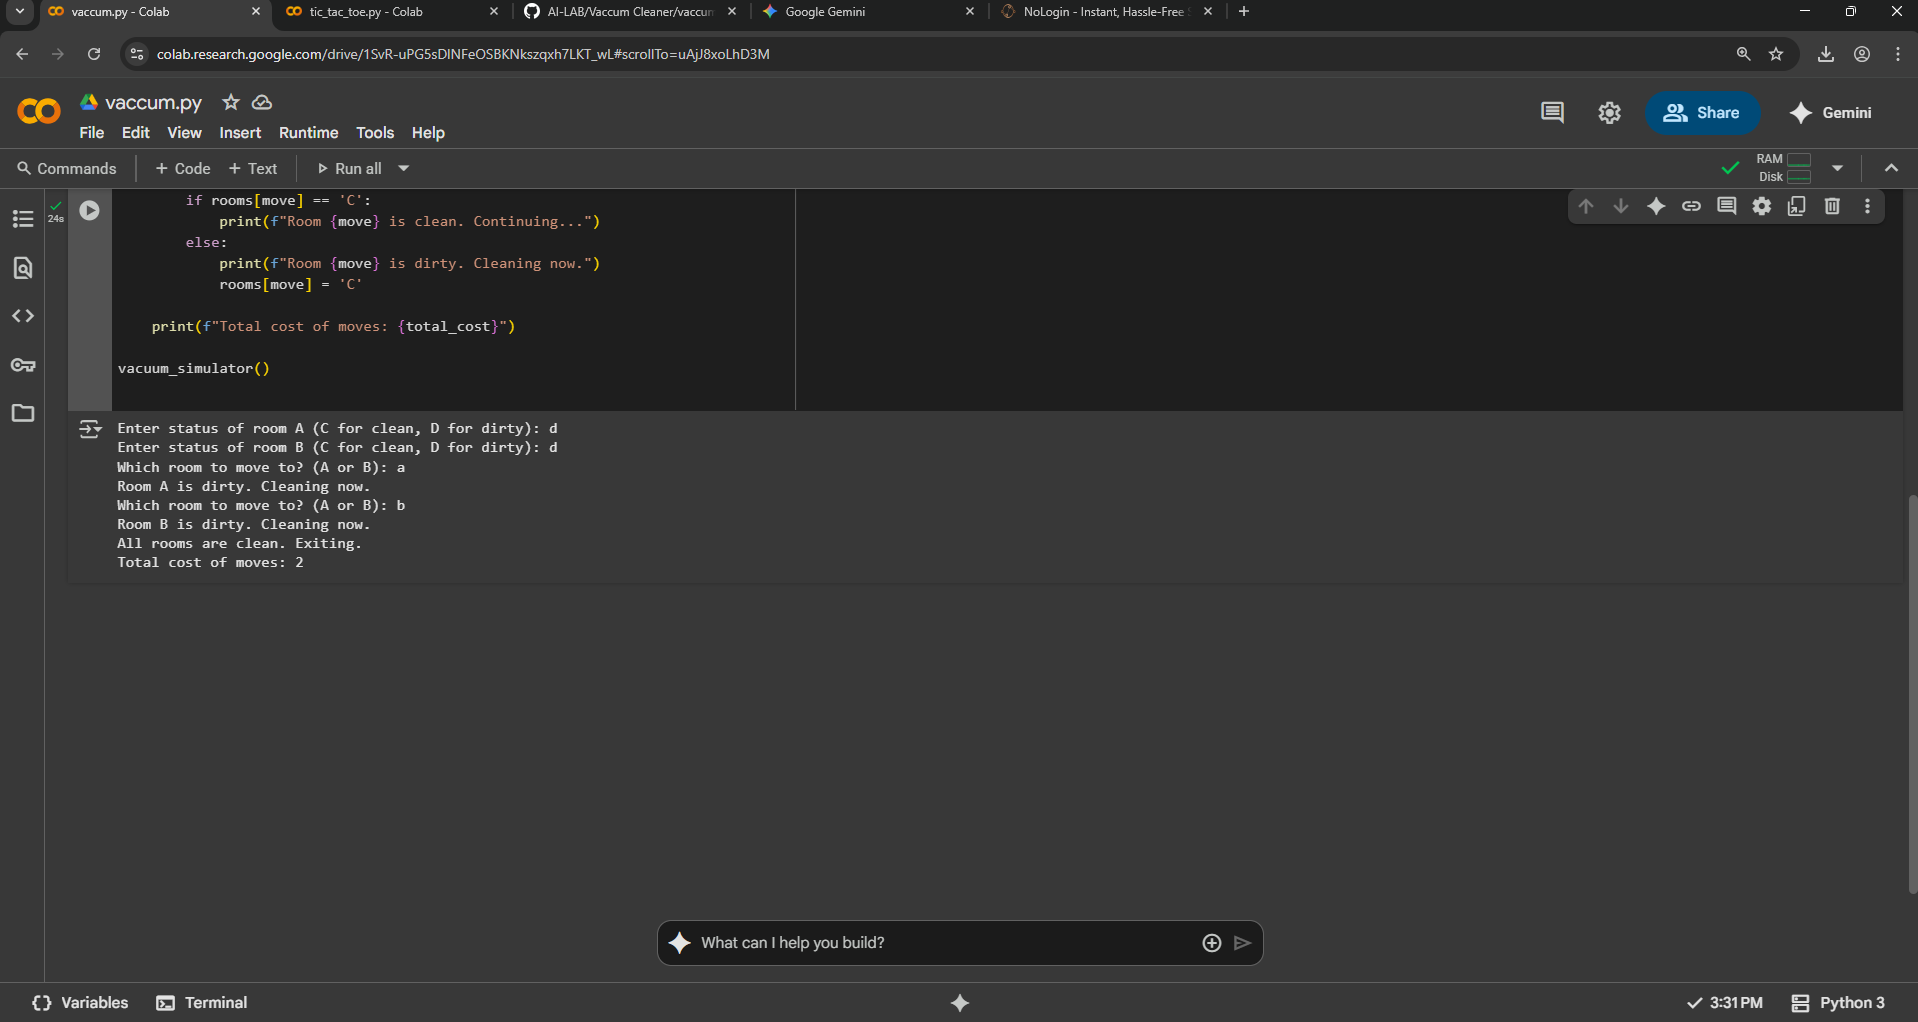 vaccum.py - Colab
tic_tac_toe.py - Colab
AI-LAB/Vaccum Cleaner/vaccum
Google Gemini
NoLogin - Instant, Hassle-Free S
colab.research.google.com/drive/
vaccum.py
File Edit View Insert Runtime Tools Help
Share
Gemini
Commands + Code + Text Run all
RAM
Disk
24s
if rooms[move] == 'C':
print(f"Room {move} is clean. Continuing...")
else:
print(f"Room {move} is dirty. Cleaning now.")
rooms[move] = 'C'
print(f"Total cost of moves: {total_cost}")
vacuum_simulator()
Enter status of room A (C for clean, D for dirty): d
Enter status of room B (C for clean, D for dirty): d
Which room to move to? (A or B): a
Room A is dirty. Cleaning now.
Which room to move to? (A or B): b
Room B is dirty. Cleaning now.
All rooms are clean. Exiting.
Total cost of moves: 2
What can I help you build?
Variables Terminal
3:31 PM Python 3